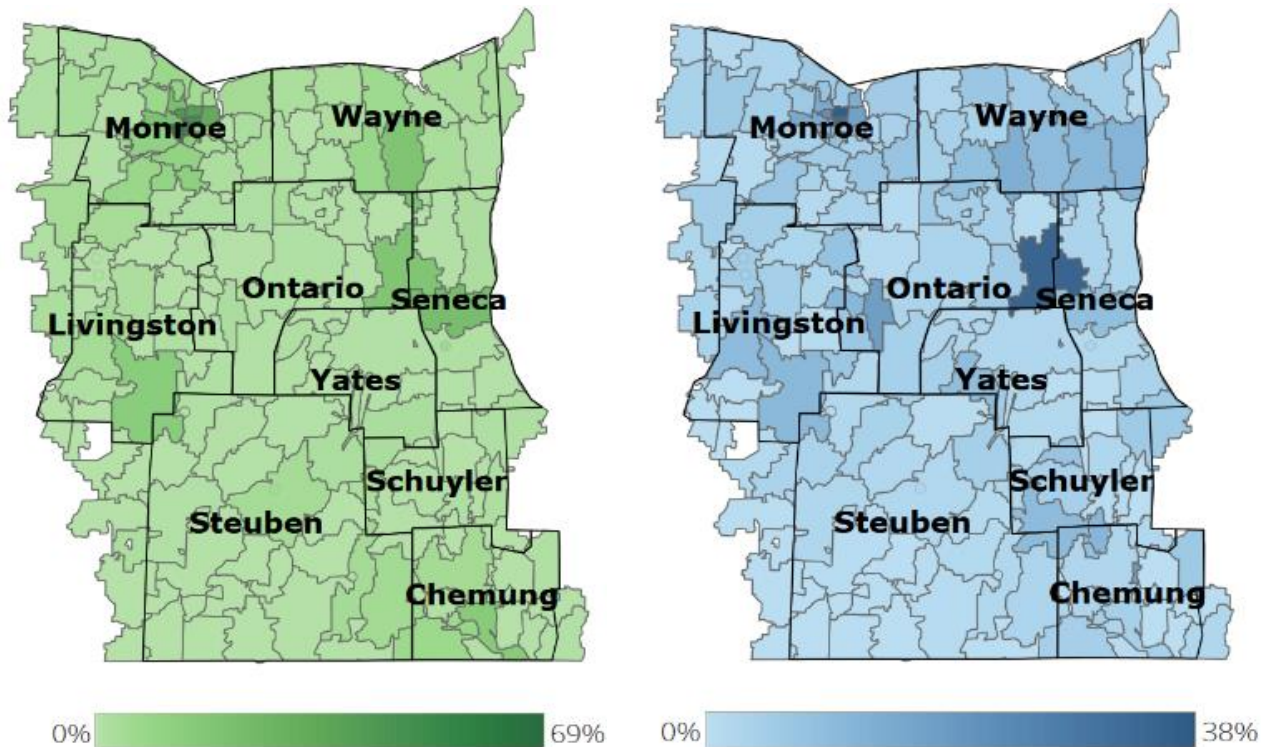 Monroe
Wayne
Ontario
Seneca
Livingston
Yates
Schuyler
Steuben
Chemung
0% 69%
Monroe
Wayne
Ontario
Seneca
Livingston
Yates
Schuyler
Steuben
Chemung
0% 38%